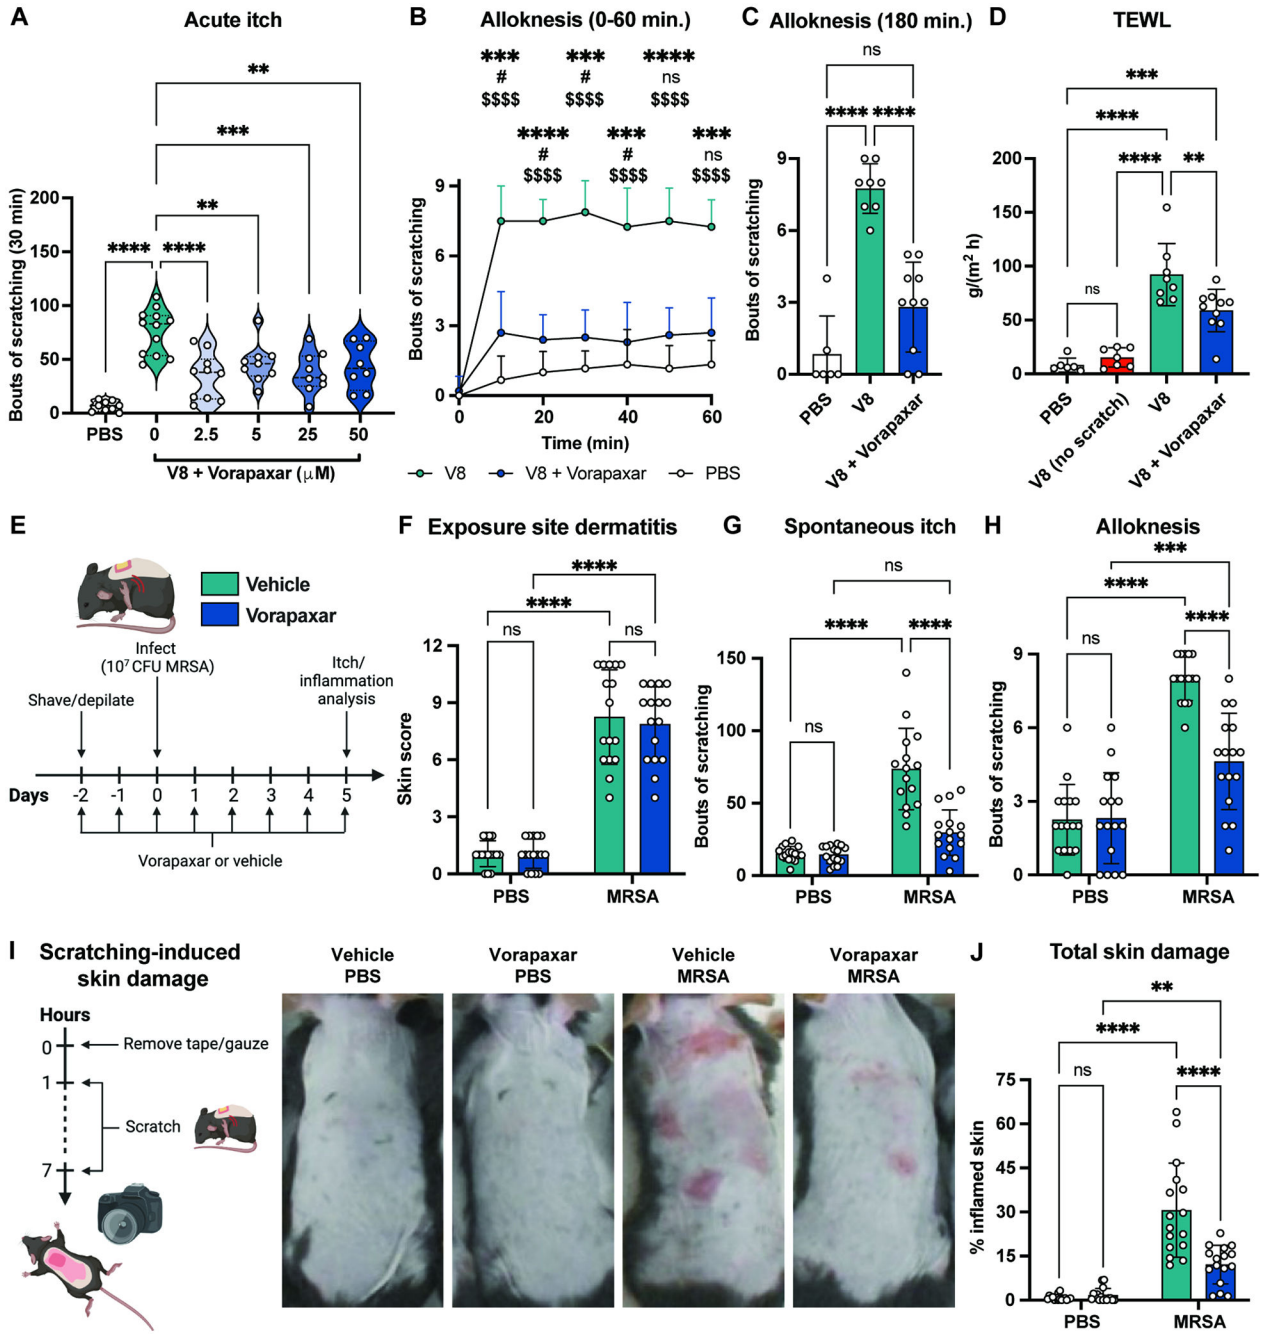 A
Acute itch
**
***
**
****
****
Bouts of scratching (30 min)
200
150
100
50
0
PBS
0
2.5
5
25
50
V8 + Vorapaxar (μM)
B
Alloknesis (0-60 min.)
***
#
$$$$
***
#
$$$$
****
ns
$$$$
****
#
$$$$
***
#
$$$$
***
ns
$$$$
Bouts of scratching
9
6
3
0
0
20
40
60
Time (min)
V8
V8 + Vorapaxar
PBS
C
Alloknesis (180 min.)
ns
****
****
Bouts of scratching
9
6
3
0
PBS
V8
V8 + Vorapaxar
D
TEWL
***
****
****
**
ns
g/(m² h)
200
150
100
50
0
PBS
V8 (no scratch)
V8
V8 + Vorapaxar
E
Vehicle
Vorapaxar
Infect
(10⁷ CFU MRSA)
Shave/depilate
Itch/
inflammation
analysis
Days
-2
-1
0
1
2
3
4
5
Vorapaxar or vehicle
F
Exposure site dermatitis
****
****
ns
ns
Skin score
12
9
6
3
0
PBS
MRSA
G
Spontaneous itch
ns
****
****
ns
Bouts of scratching
150
100
50
0
PBS
MRSA
H
Alloknesis
***
****
****
ns
Bouts of scratching
9
6
3
0
PBS
MRSA
I
Scratching-induced
skin damage
Hours
0
Remove tape/gauze
1
Scratch
7
Vehicle
PBS
Vorapaxar
PBS
Vehicle
MRSA
Vorapaxar
MRSA
J
Total skin damage
**
****
****
ns
% inflamed skin
75
60
45
30
15
0
PBS
MRSA